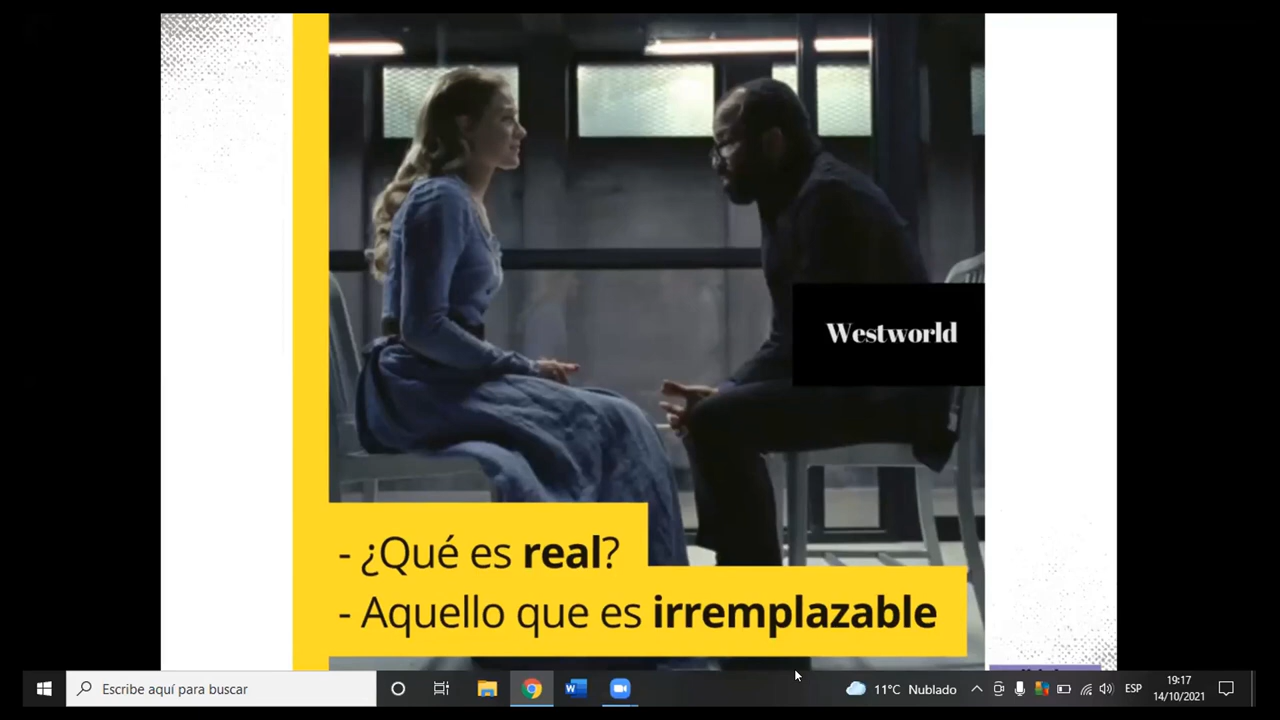 Westworld
- ¿Qué es real?
- Aquello que es irremplazable
Escribe aquí para buscar
11°C Nublado
ESP
19:17
14/10/2021